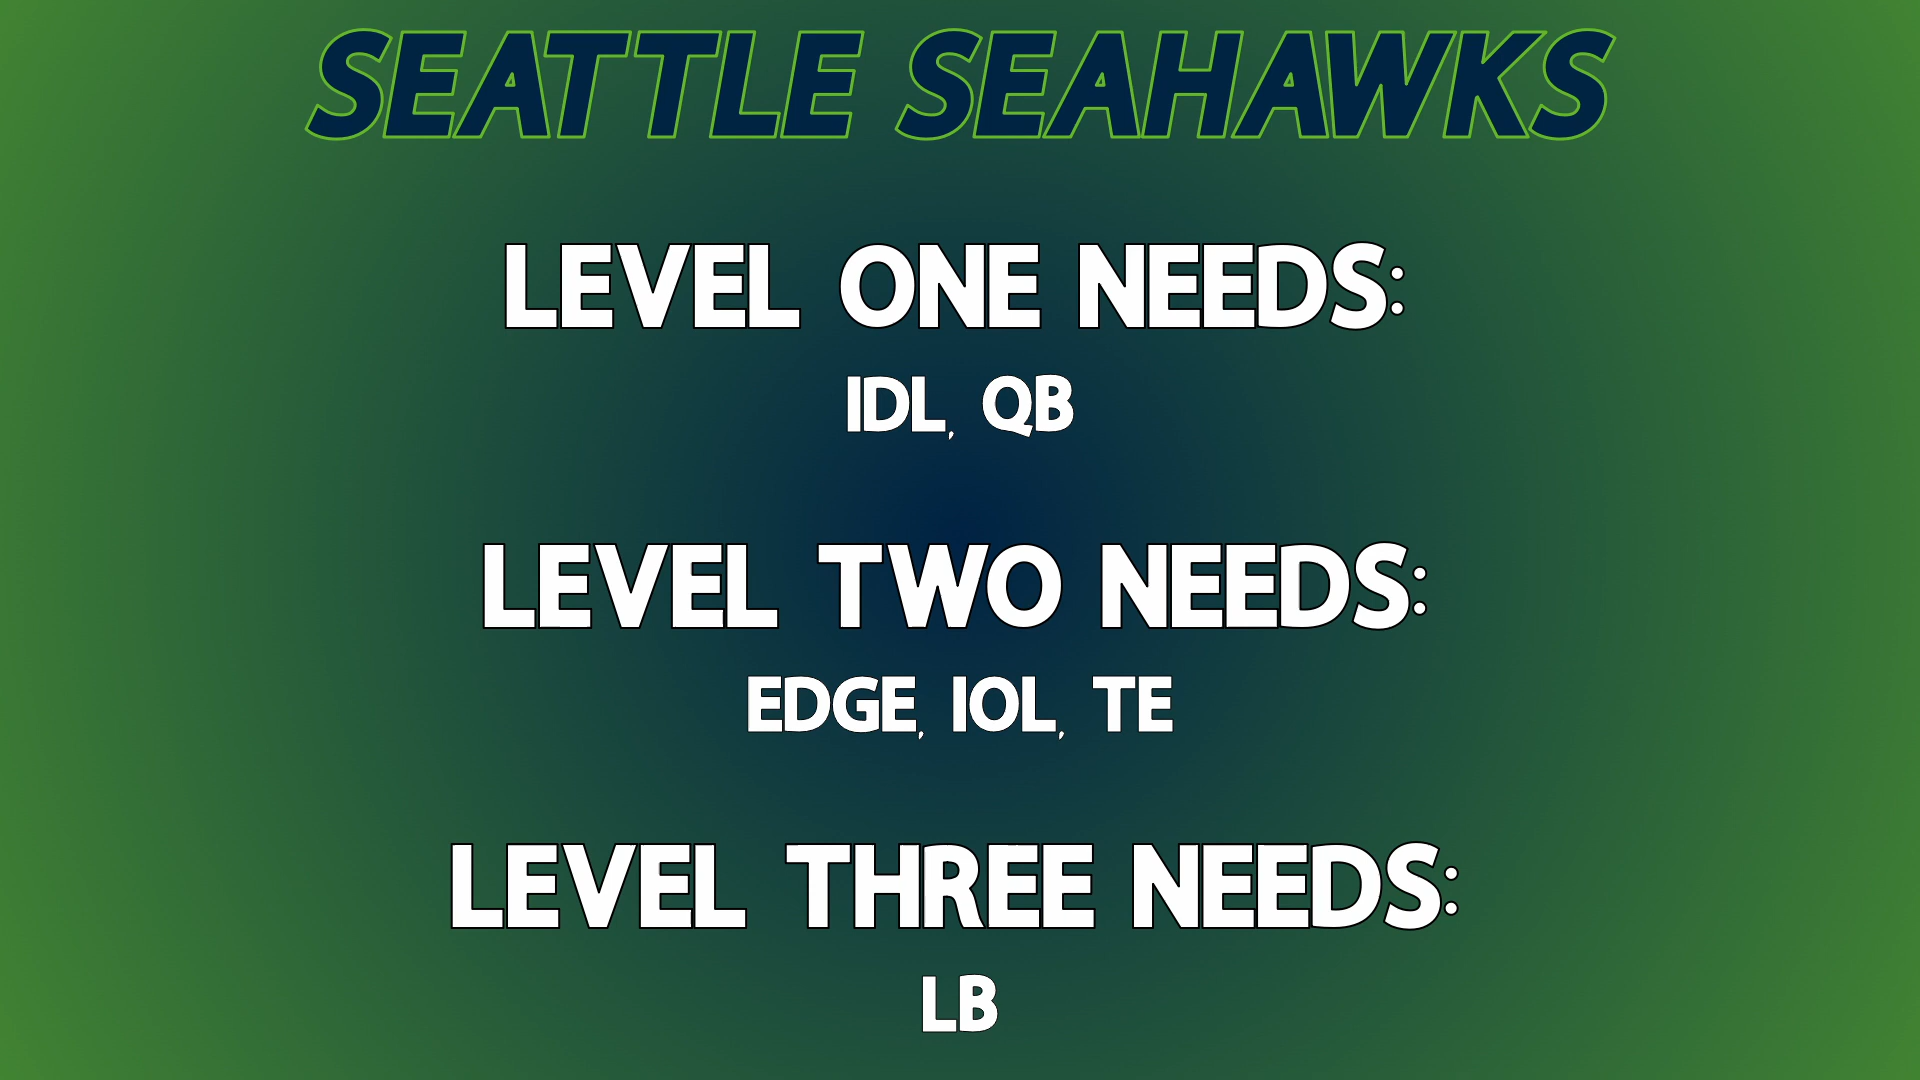 SEATTLE SEAHAWKS
LEVEL ONE NEEDS:
IDL, QB
LEVEL TWO NEEDS:
EDGE, IOL, TE
LEVEL THREE NEEDS:
LB